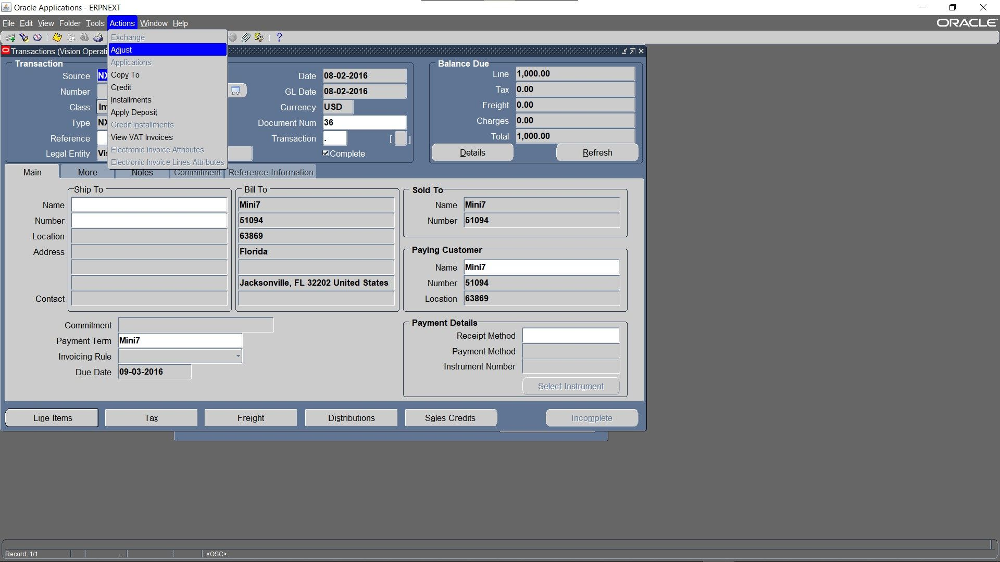 Oracle Applications - ERPNEXT
File Edit View Folder Tools Actions Window Help
ORACLE
Exchange
Adjust
Applications
Copy To
Credit
Installments
Apply Deposit
Credit Installments
View VAT Invoices
Electronic Invoice Attributes
Electronic Invoice Lines Attributes
Transactions (Vision Operati
Transaction
Source NX
Number
Class Inv
Type NX
Reference
Legal Entity Vis
Date 08-02-2016
GL Date 08-02-2016
Currency USD
Document Num 36
Transaction . [ ]
Complete
Balance Due
Line 1,000.00
Tax 0.00
Freight 0.00
Charges 0.00
Total 1,000.00
Details Refresh
Main More Notes Commitment Reference Information
Ship To
Name
Number
Location
Address
Contact
Bill To
Mini7
51094
63869
Florida
Jacksonville, FL 32202 United States
Sold To
Name Mini7
Number 51094
Paying Customer
Name Mini7
Number 51094
Location 63869
Commitment
Payment Term Mini7
Invoicing Rule
Due Date 09-03-2016
Payment Details
Receipt Method
Payment Method
Instrument Number
Select Instrument
Line Items Tax Freight Distributions Sales Credits Incomplete
Record: 1/1 ... <OSC>